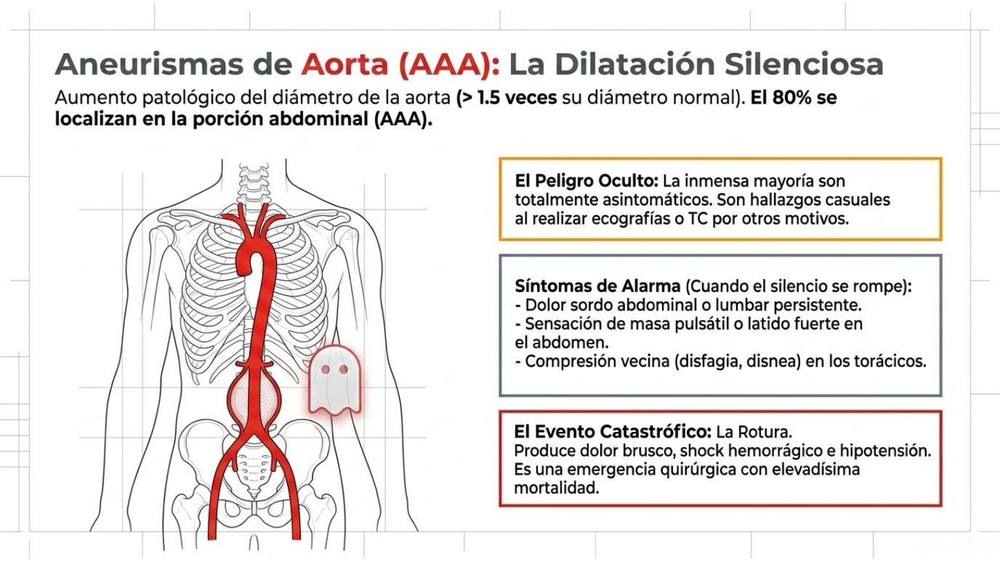 Aneurismas de Aorta (AAA): La Dilatación Silenciosa
Aumento patológico del diámetro de la aorta (> 1.5 veces su diámetro normal). El 80% se
localizan en la porción abdominal (AAA).
El Peligro Oculto: La inmensa mayoría son
totalmente asintomáticos. Son hallazgos casuales
al realizar ecografías o TC por otros motivos.
Síntomas de Alarma (Cuando el silencio se rompe):
- Dolor sordo abdominal o lumbar persistente.
- Sensación de masa pulsátil o latido fuerte en
el abdomen.
- Compresión vecina (disfagia, disnea) en los torácicos.
El Evento Catastrófico: La Rotura.
Produce dolor brusco, shock hemorrágico e hipotensión.
Es una emergencia quirúrgica con elevadísima
mortalidad.